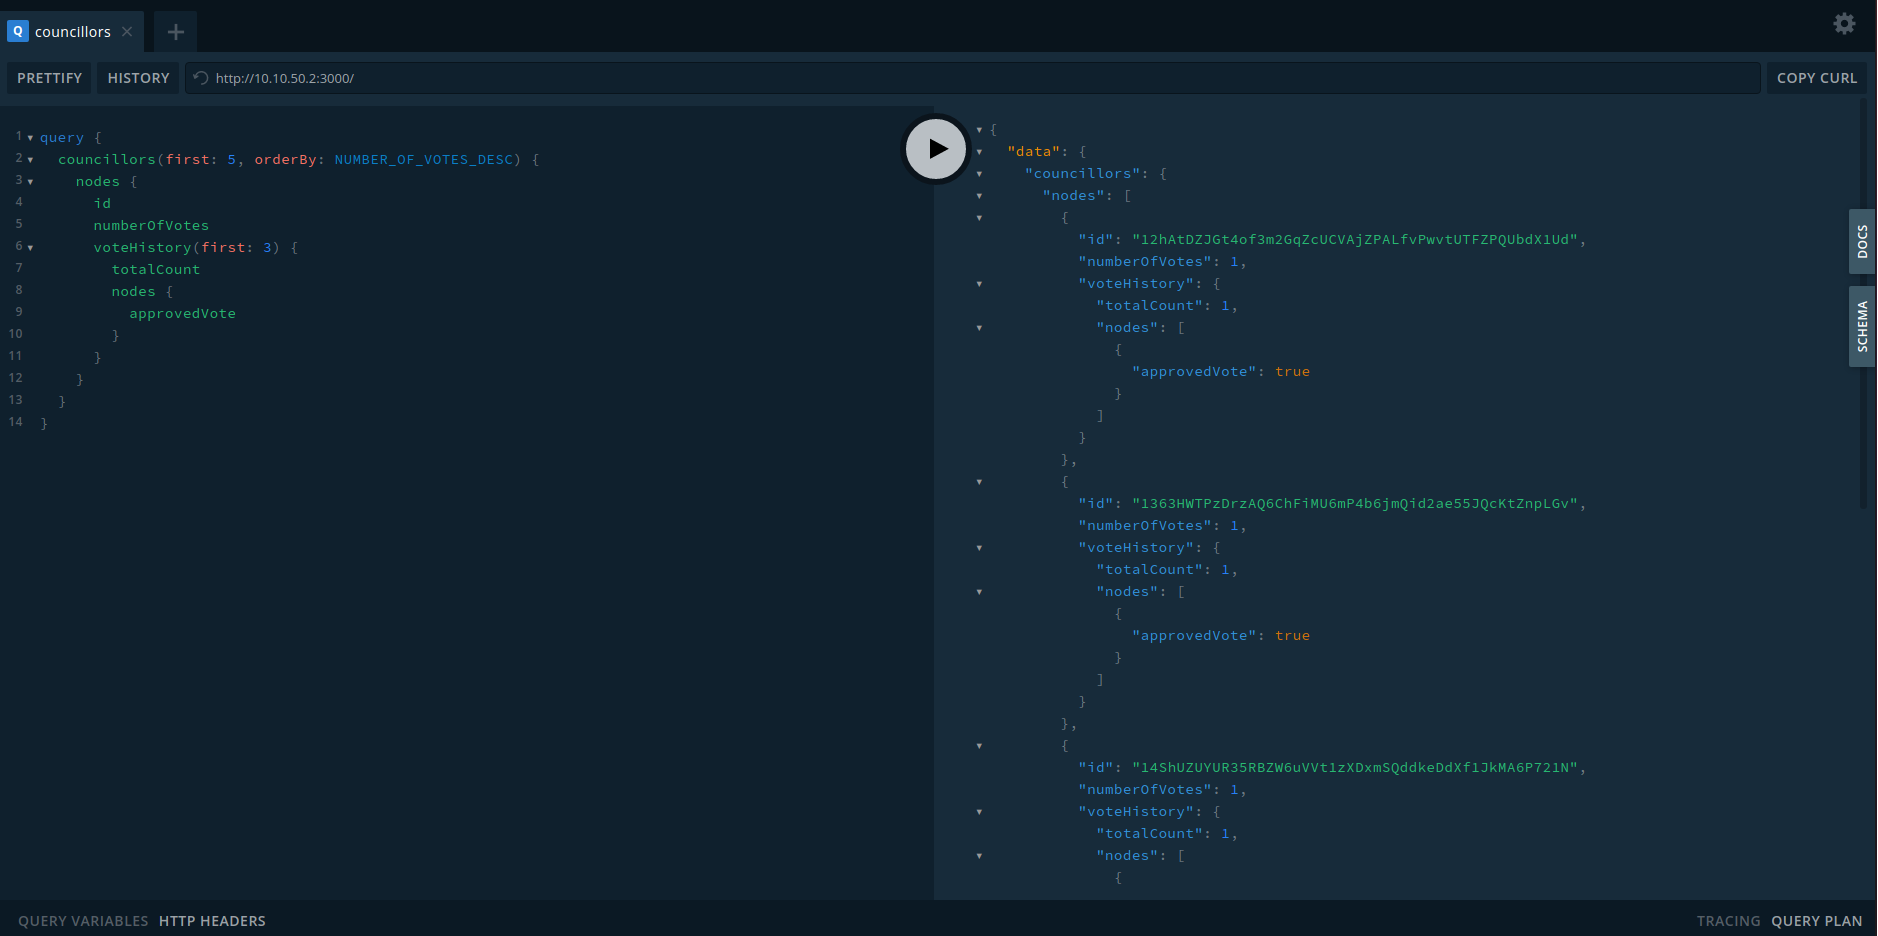 Q councillors
PRETTIFY HISTORY http://10.10.50.2:3000/ COPY CURL
1 query {
2 councillors(first: 5, orderBy: NUMBER_OF_VOTES_DESC) {
3 nodes {
4 id
5 numberOfVotes
6 voteHistory(first: 3) {
7 totalCount
8 nodes {
9 approvedVote
10 }
11 }
12 }
13 }
14 }
{
"data": {
"councillors": {
"nodes": [
{
"id": "12hAtDZJGt4of3m2GqZcUCVAjZPALfvPwvtUTFZPQUbdX1Ud",
"numberOfVotes": 1,
"voteHistory": {
"totalCount": 1,
"nodes": [
{
"approvedVote": true
}
]
}
},
{
"id": "1363HWTPzDrzAQ6ChFiMU6mP4b6jmQid2ae55JQcKtZnpLGv",
"numberOfVotes": 1,
"voteHistory": {
"totalCount": 1,
"nodes": [
{
"approvedVote": true
}
]
}
},
{
"id": "14ShUZUYUR35RBZW6uVVt1zXDxmSQddkeDdXf1JkMA6P721N",
"numberOfVotes": 1,
"voteHistory": {
"totalCount": 1,
"nodes": [
{
DOCS
SCHEMA
QUERY VARIABLES HTTP HEADERS
TRACING QUERY PLAN